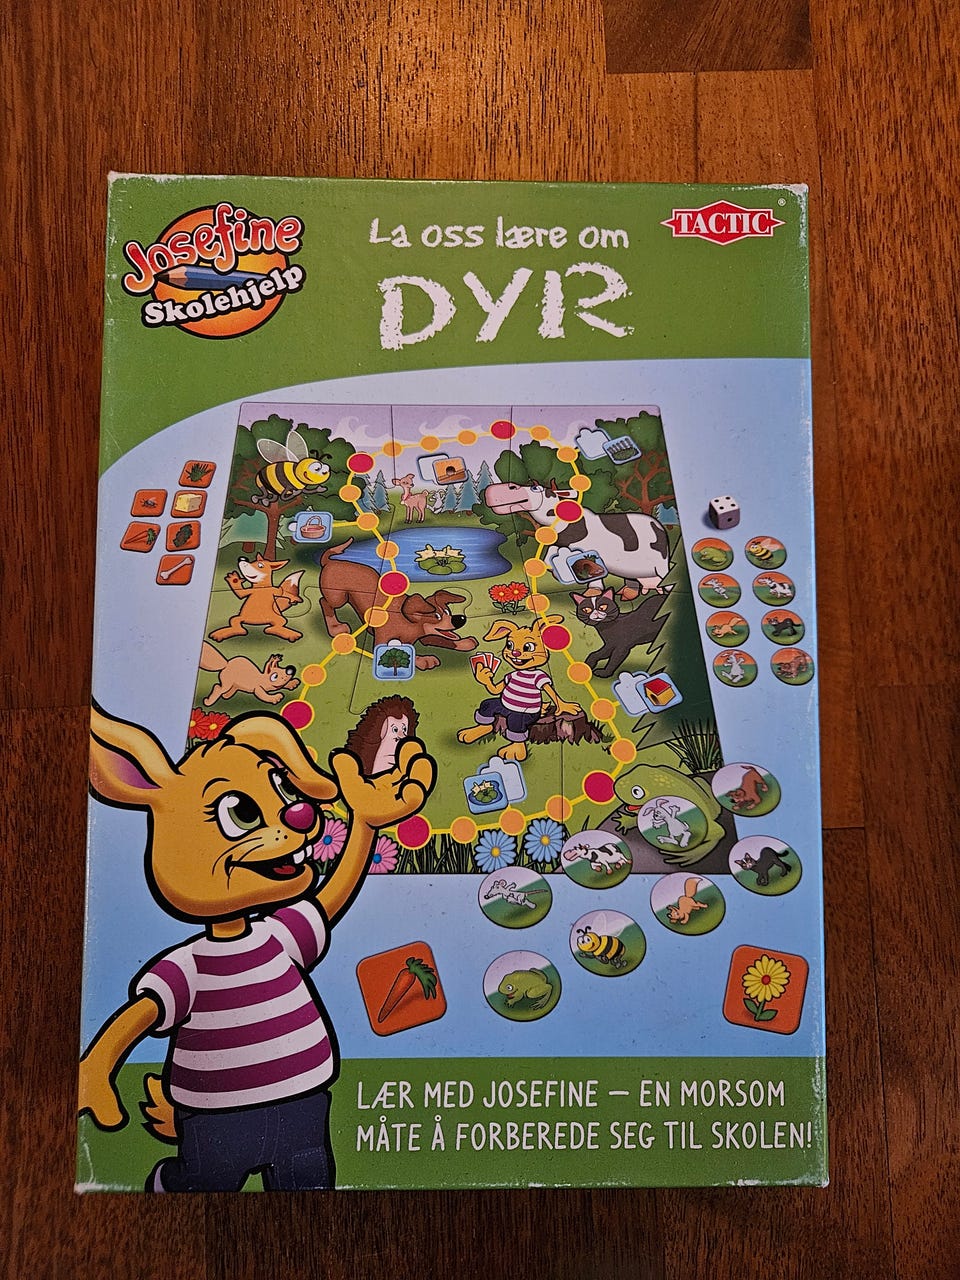 Josefine
Skolehjelp
La oss lære om
DYR
TACTIC®
LÆR MED JOSEFINE – EN MORSOM
MÅTE Å FORBEREDE SEG TIL SKOLEN!